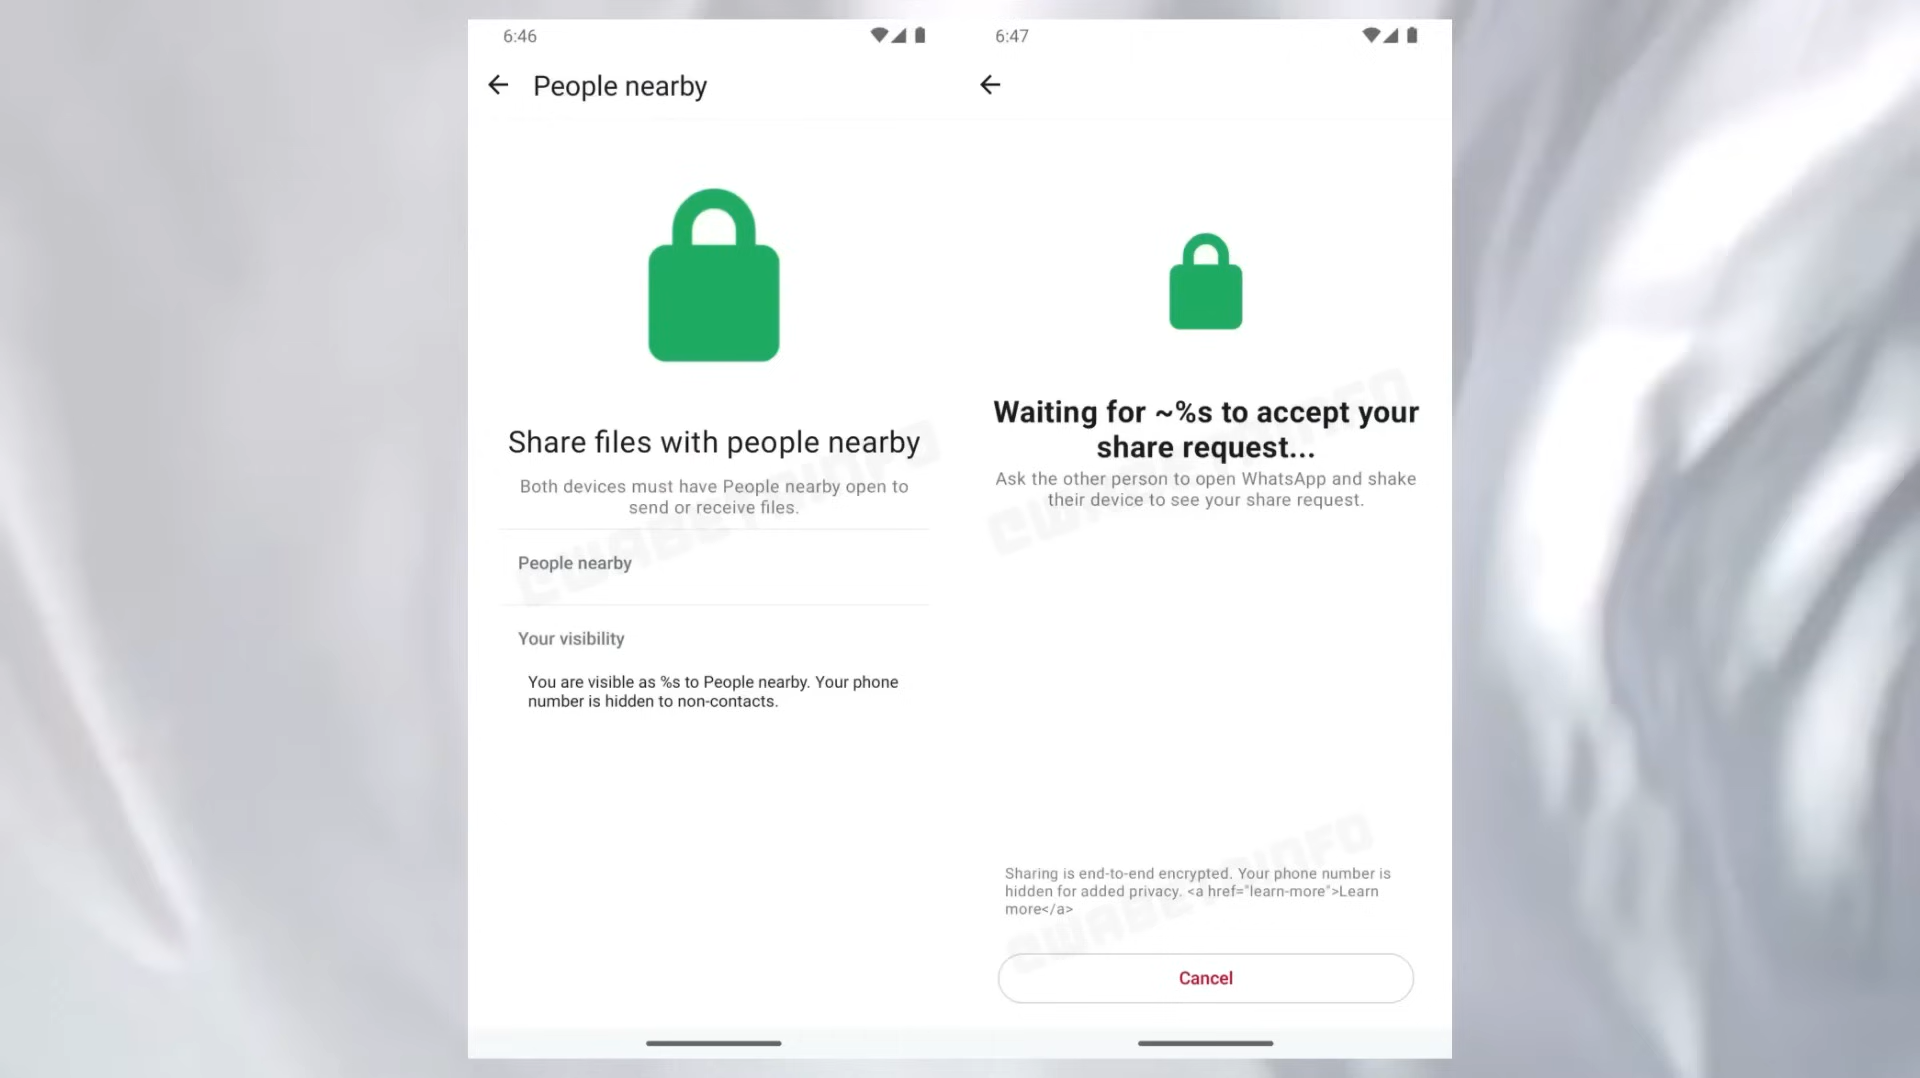 6:46
People nearby
Share files with people nearby
Both devices must have People nearby open to
send or receive files.
People nearby
Your visibility
You are visible as %s to People nearby. Your phone
number is hidden to non-contacts.
6:47
Waiting for ~%s to accept your
share request...
Ask the other person to open WhatsApp and shake
their device to see your share request.
Sharing is end-to-end encrypted. Your phone number is
hidden for added privacy. <a href="learn-more">Learn
more</a>
Cancel
CWABETAINFO
CWABETAINFO
CWABETAINFO